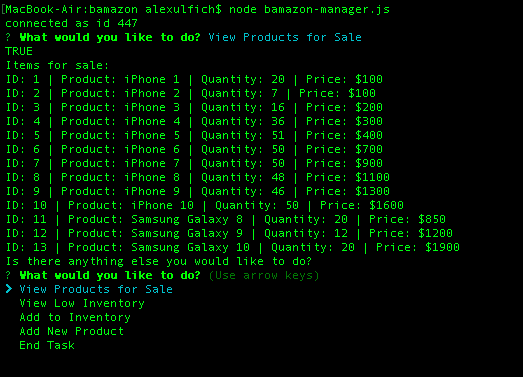 [MacBook-Air:bamazon alexulfich$ node bamazon-manager.js
connected as id 447
? What would you like to do? View Products for Sale
TRUE
Items for sale:
ID: 1 | Product: iPhone 1 | Quantity: 20 | Price: $100
ID: 2 | Product: iPhone 2 | Quantity: 7 | Price: $100
ID: 3 | Product: iPhone 3 | Quantity: 16 | Price: $200
ID: 4 | Product: iPhone 4 | Quantity: 36 | Price: $300
ID: 5 | Product: iPhone 5 | Quantity: 51 | Price: $400
ID: 6 | Product: iPhone 6 | Quantity: 50 | Price: $700
ID: 7 | Product: iPhone 7 | Quantity: 50 | Price: $900
ID: 8 | Product: iPhone 8 | Quantity: 48 | Price: $1100
ID: 9 | Product: iPhone 9 | Quantity: 46 | Price: $1300
ID: 10 | Product: iPhone 10 | Quantity: 50 | Price: $1600
ID: 11 | Product: Samsung Galaxy 8 | Quantity: 20 | Price: $850
ID: 12 | Product: Samsung Galaxy 9 | Quantity: 12 | Price: $1200
ID: 13 | Product: Samsung Galaxy 10 | Quantity: 20 | Price: $1900
Is there anything else you would like to do?
? What would you like to do? (Use arrow keys)
❯ View Products for Sale
View Low Inventory
Add to Inventory
Add New Product
End Task